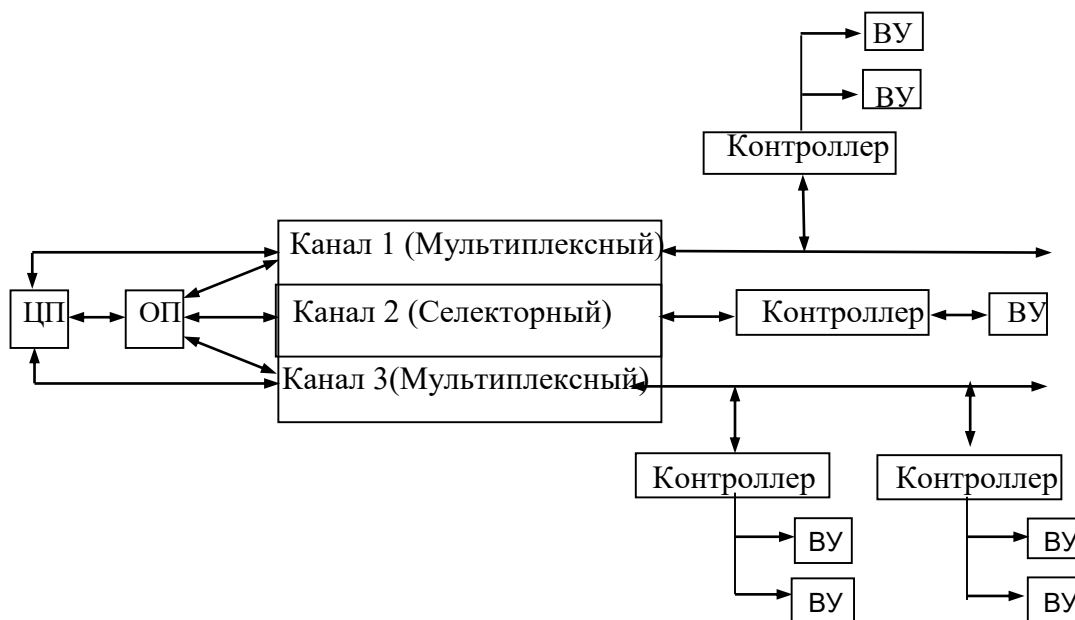 ВУ
ВУ
Контроллер
Канал 1 (Мультиплексный)
ЦП
ОП
Канал 2 (Селекторный)
Контроллер
ВУ
Канал 3(Мультиплексный)
Контроллер
Контроллер
ВУ
ВУ
ВУ
ВУ